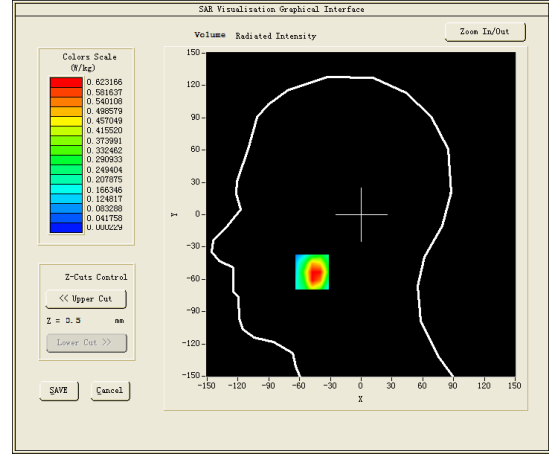 SAR Visualisation Graphical Interface
Volume Radiated Intensity
Zoom In/Out
Colors Scale
(W/kg)
0.623166
0.581637
0.540108
0.498579
0.457049
0.415520
0.373991
0.332462
0.290933
0.249404
0.207875
0.166346
0.124817
0.083288
0.041758
0.000229
Z-Cuts Control
<< Upper Cut
Z = 0.5 mm
Lower Cut >>
SAVE
Cancel
150
120
90
60
30
0
-30
-60
-90
-120
-150
Y
-150 -120 -90 -60 -30 0 30 60 90 120 150
X